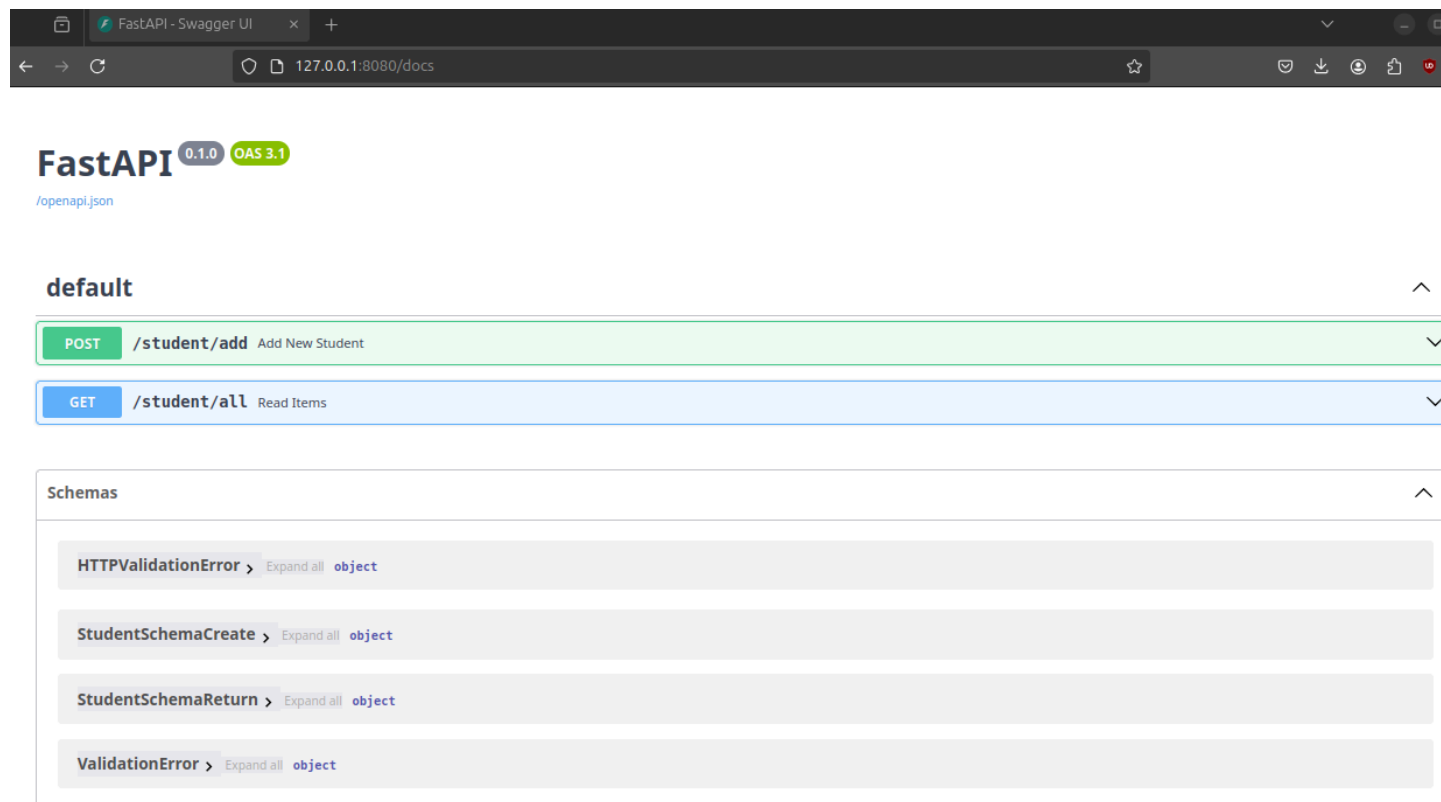 FastAPI - Swagger UI
127.0.0.1:8080/docs
FastAPI 0.1.0 OAS 3.1
/openapi.json
default
POST /student/add Add New Student
GET /student/all Read Items
Schemas
HTTPValidationError Expand all object
StudentSchemaCreate Expand all object
StudentSchemaReturn Expand all object
ValidationError Expand all object